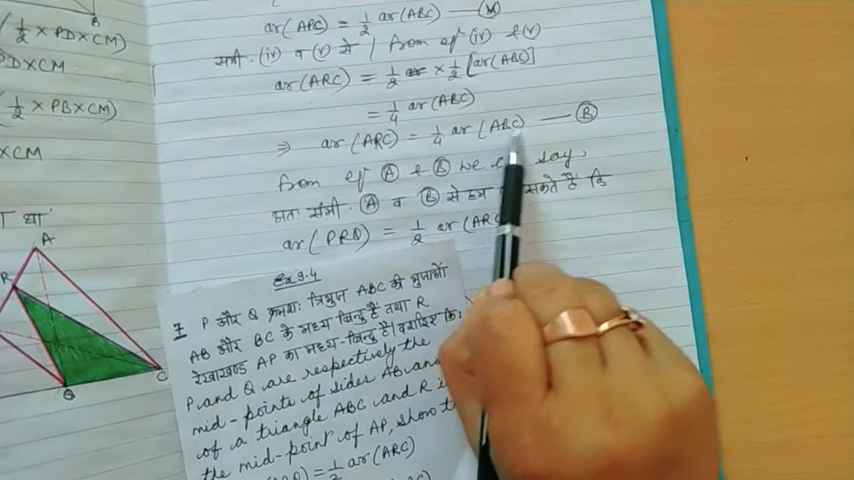 B
(½ × PD × CM)
PD × CM
(½ × PB × CM)
× CM
ar (APC) = ½ ar (ABC) — Ⓥ
समी. (iv) व Ⓥ से / from eqn (iv) & (v)
ar (ARC) = ½ × ½ [ar (ABC)]
= ¼ ar (ABC)
⇒ ar (ARC) = ¼ ar (ABC) — Ⓑ
from eqn Ⓐ & Ⓑ we say,
अतः समी. Ⓐ व Ⓑ से हम सकते हैं कि
ar (PRQ) = ½ ar (ARC
था
A
R
C
Q
Ex 9.4
7 P और Q क्रमशः त्रिभुज ABC की भुजाओं
AB और BC के मध्य बिन्दु हैं तथा R
रेखाखण्ड AP का मध्य-बिन्दु है। दर्शाइए कि:
P and Q are respectively the
mid-points of sides AB and
of a triangle ABC and R i
the mid-point of AP, show th
= ½ ar (ARC)